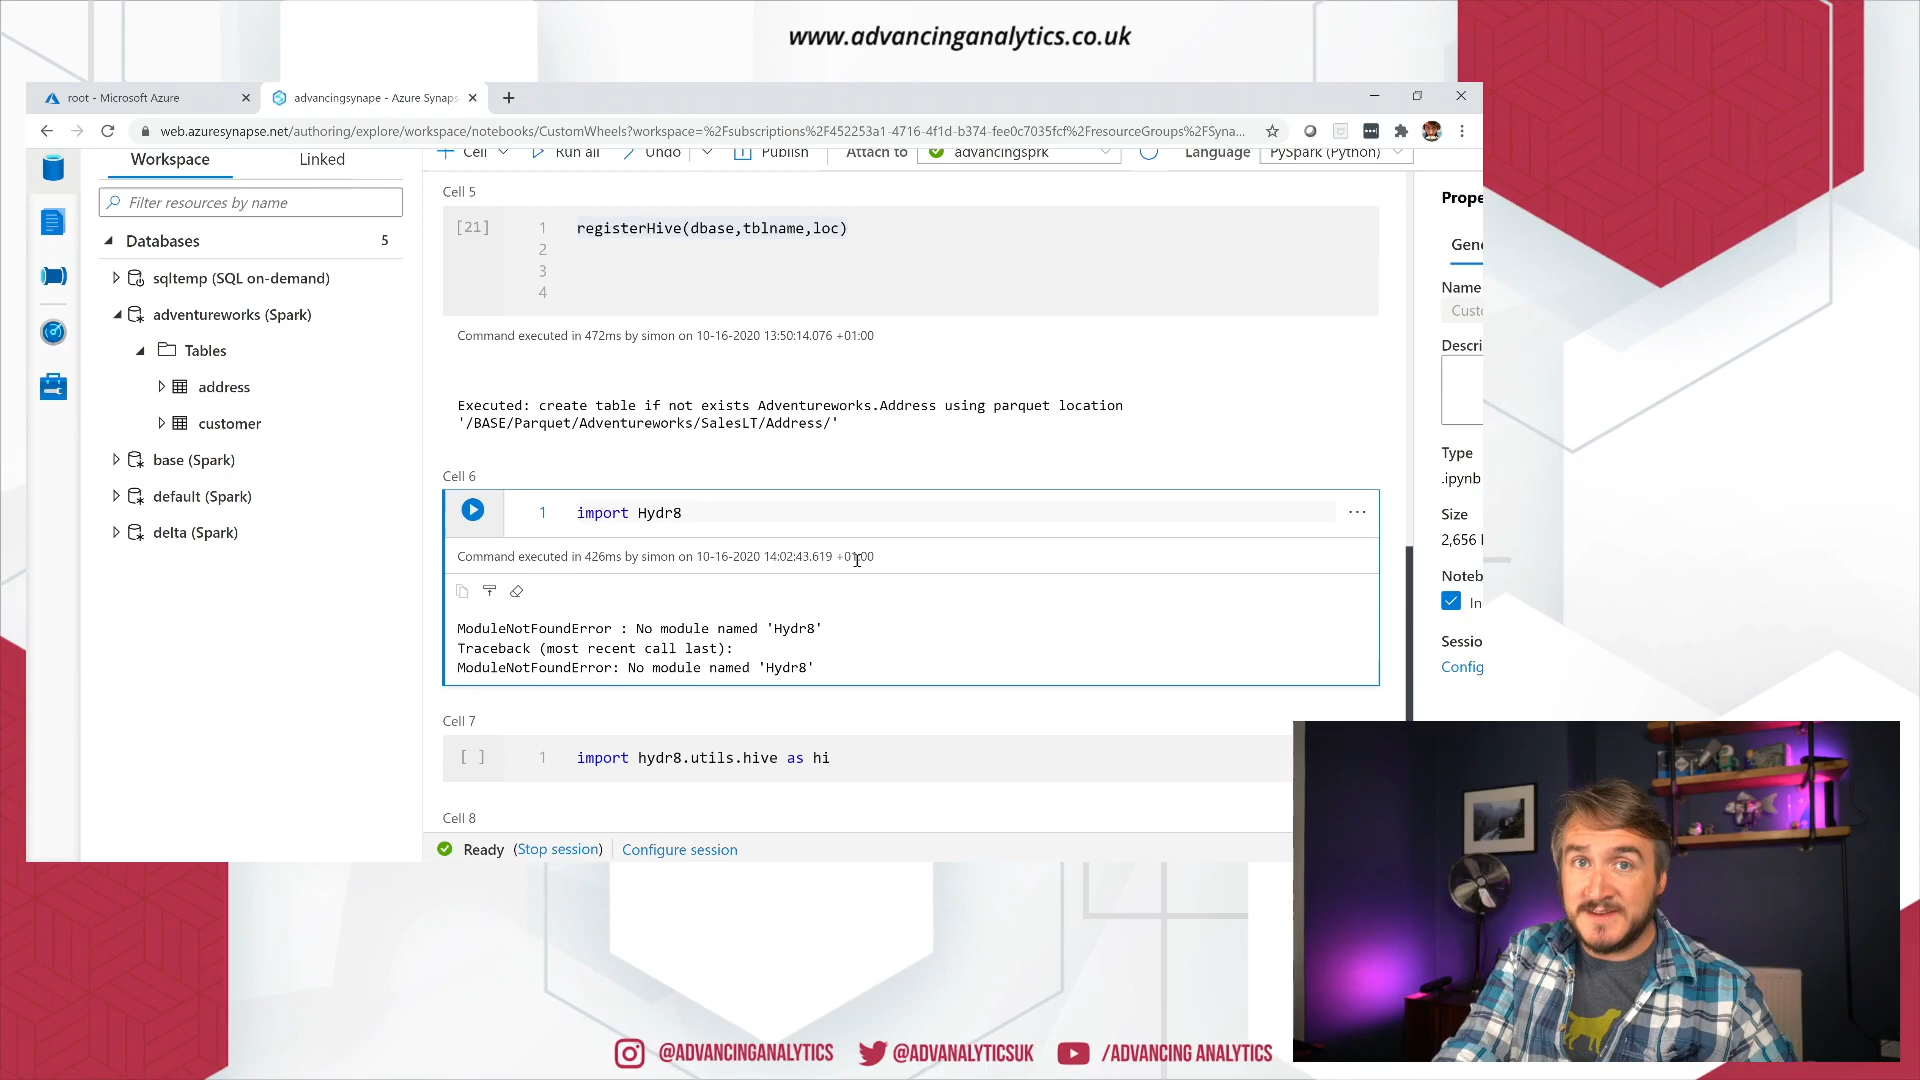 www.advancinganalytics.co.uk
root - Microsoft Azure
advancingsynape - Azure Synaps
web.azuresynapse.net/authoring/explore/workspace/notebooks/CustomWheels?workspace=%2Fsubscriptions%2F452253a1-4716-4f1d-b374-fee0c7035fcf%2FresourceGroups%2FSyna...
Workspace
Linked
Cell
Run all
Undo
Publish
Attach to
advancingsprk
Language
PySpark (Python)
Filter resources by name
Databases 5
sqltemp (SQL on-demand)
adventureworks (Spark)
Tables
address
customer
base (Spark)
default (Spark)
delta (Spark)
Cell 5
[21]
1 registerHive(dbase,tblname,loc)
2
3
4
Command executed in 472ms by simon on 10-16-2020 13:50:14.076 +01:00
Executed: create table if not exists Adventureworks.Address using parquet location
'/BASE/Parquet/Adventureworks/SalesLT/Address/'
Cell 6
1 import Hydr8
...
Command executed in 426ms by simon on 10-16-2020 14:02:43.619 +01:00
ModuleNotFoundError : No module named 'Hydr8'
Traceback (most recent call last):
ModuleNotFoundError: No module named 'Hydr8'
Cell 7
[ ]
1 import hydr8.utils.hive as hi
Cell 8
Ready (Stop session)
Configure session
Prope
Gene
Name
Custo
Descri
Type
.ipynb
Size
2,656
Noteb
In
Sessio
Config
@ADVANCINGANALYTICS
@ADVANALYTICSUK
/ADVANCING ANALYTICS